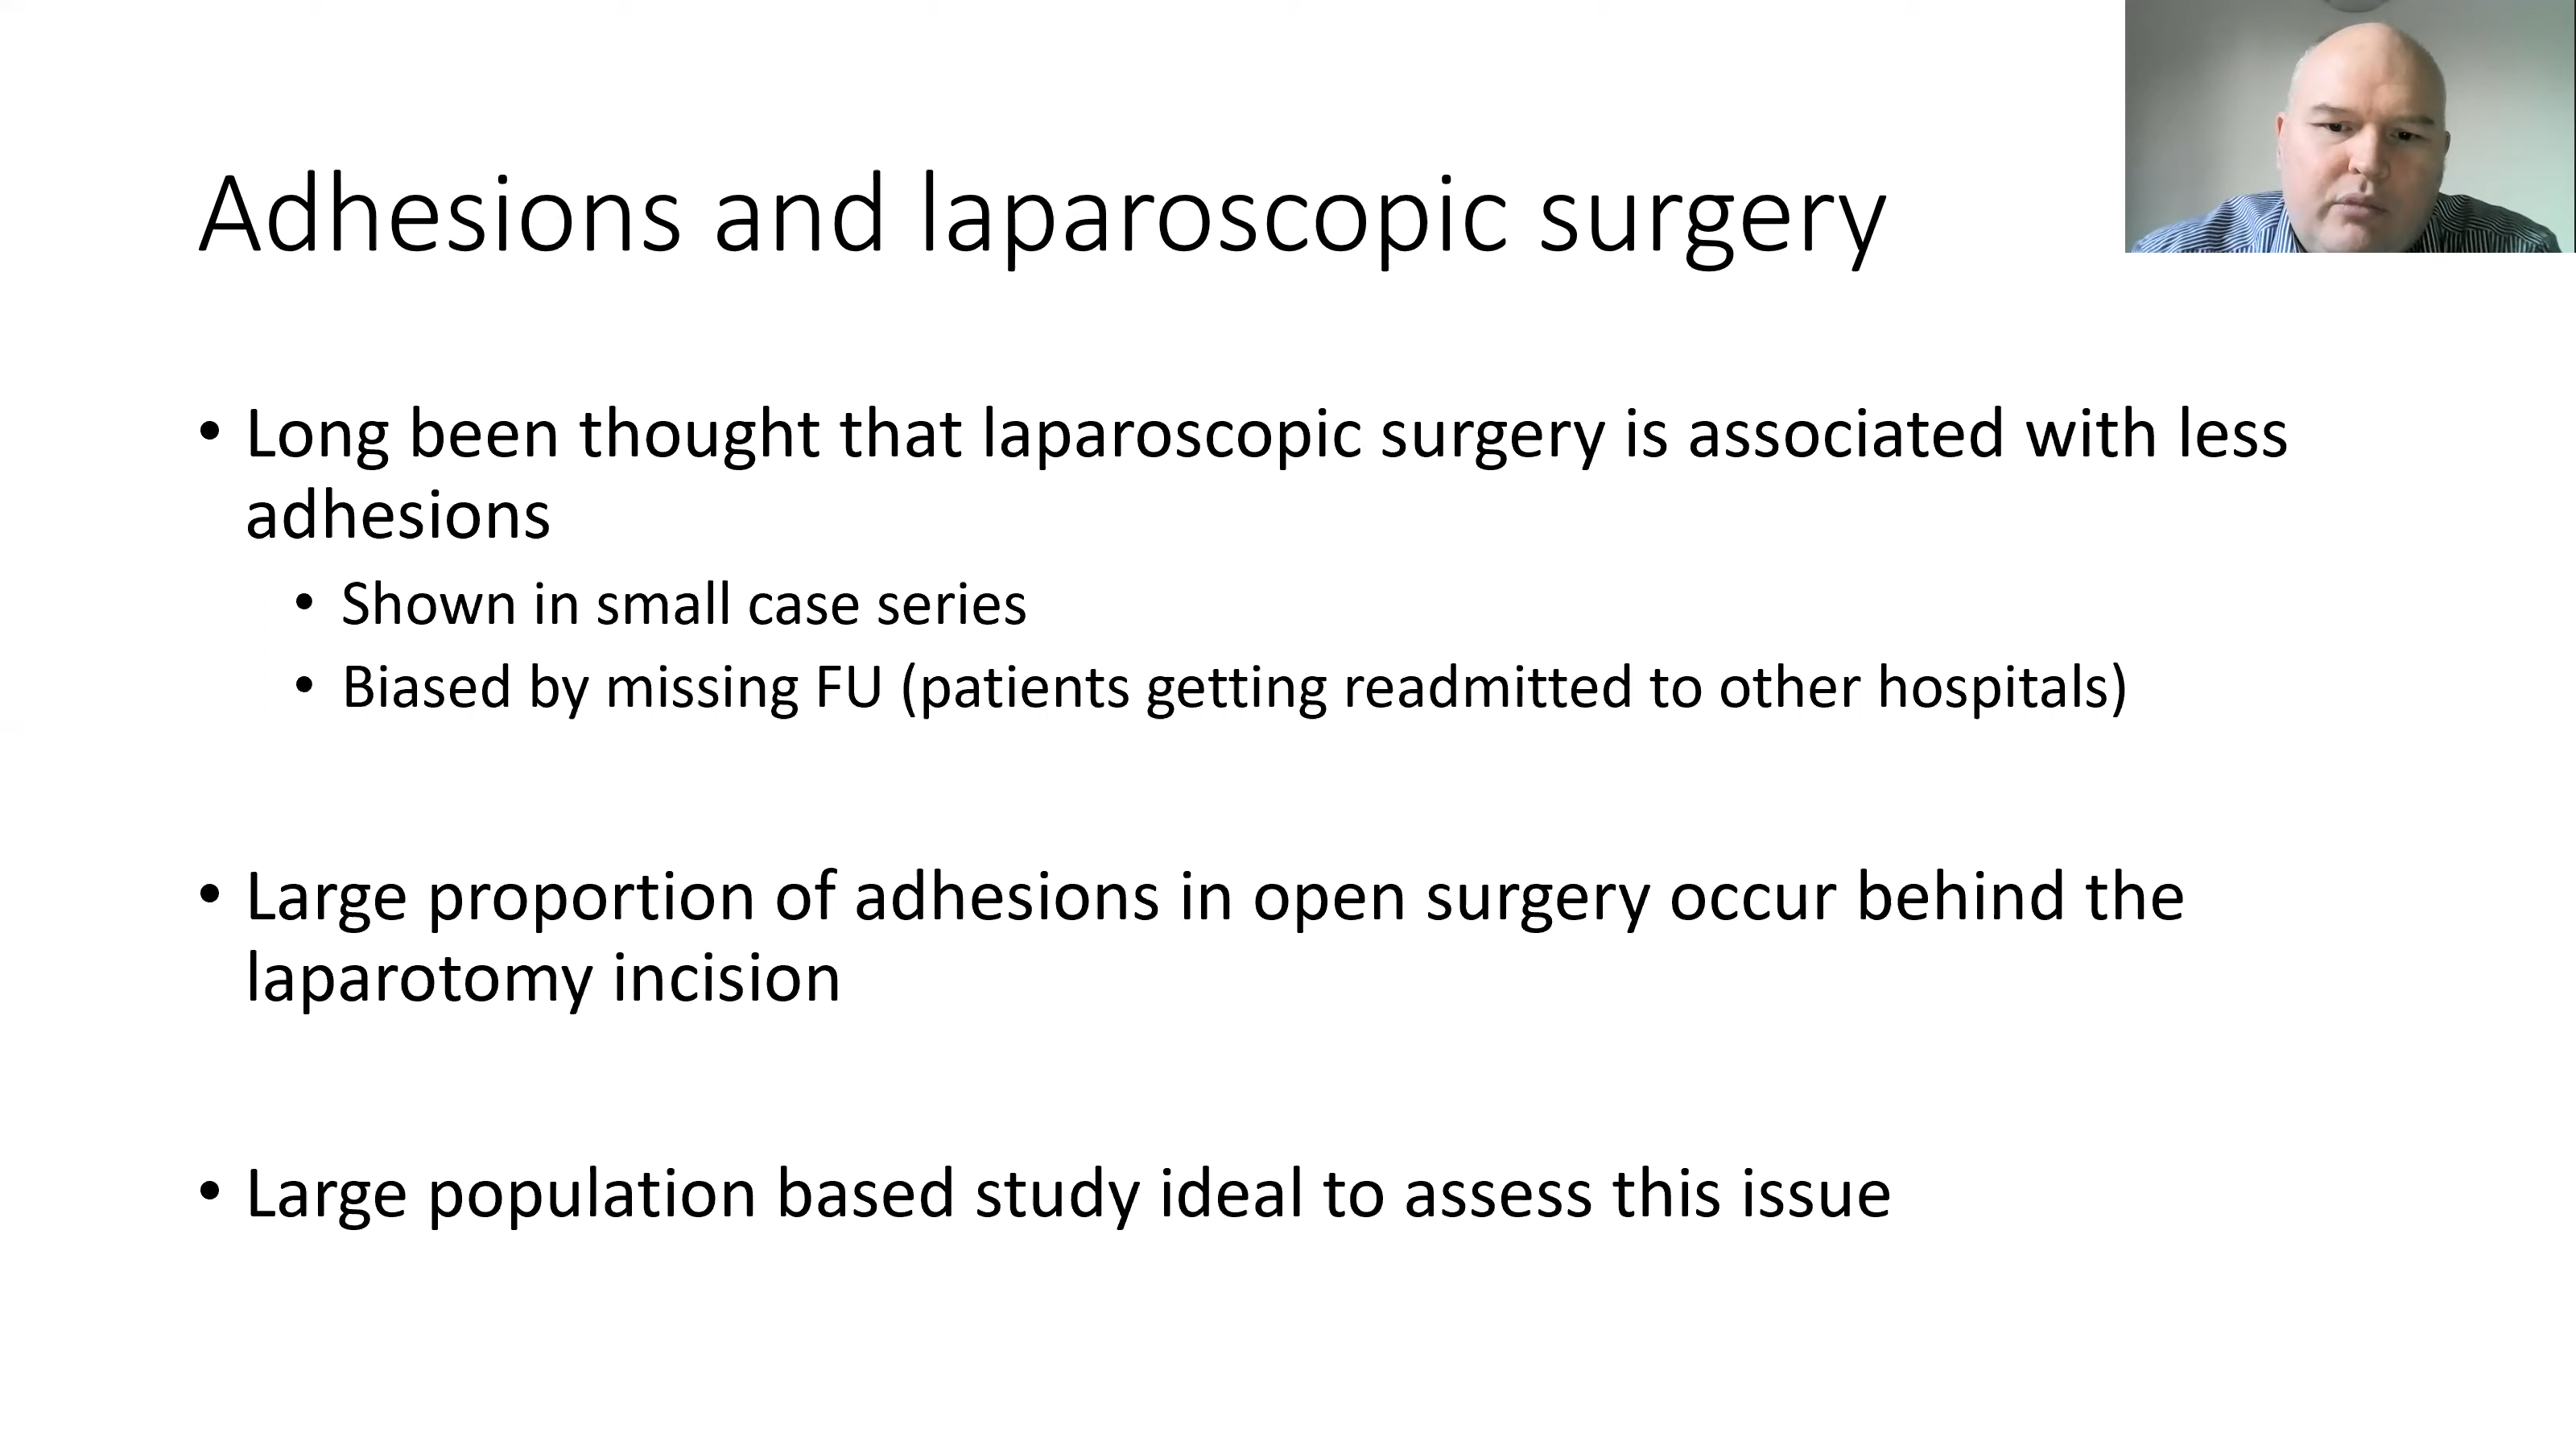 Adhesions and laparoscopic surgery
• Long been thought that laparoscopic surgery is associated with less
adhesions
• Shown in small case series
• Biased by missing FU (patients getting readmitted to other hospitals)
• Large proportion of adhesions in open surgery occur behind the
laparotomy incision
• Large population based study ideal to assess this issue